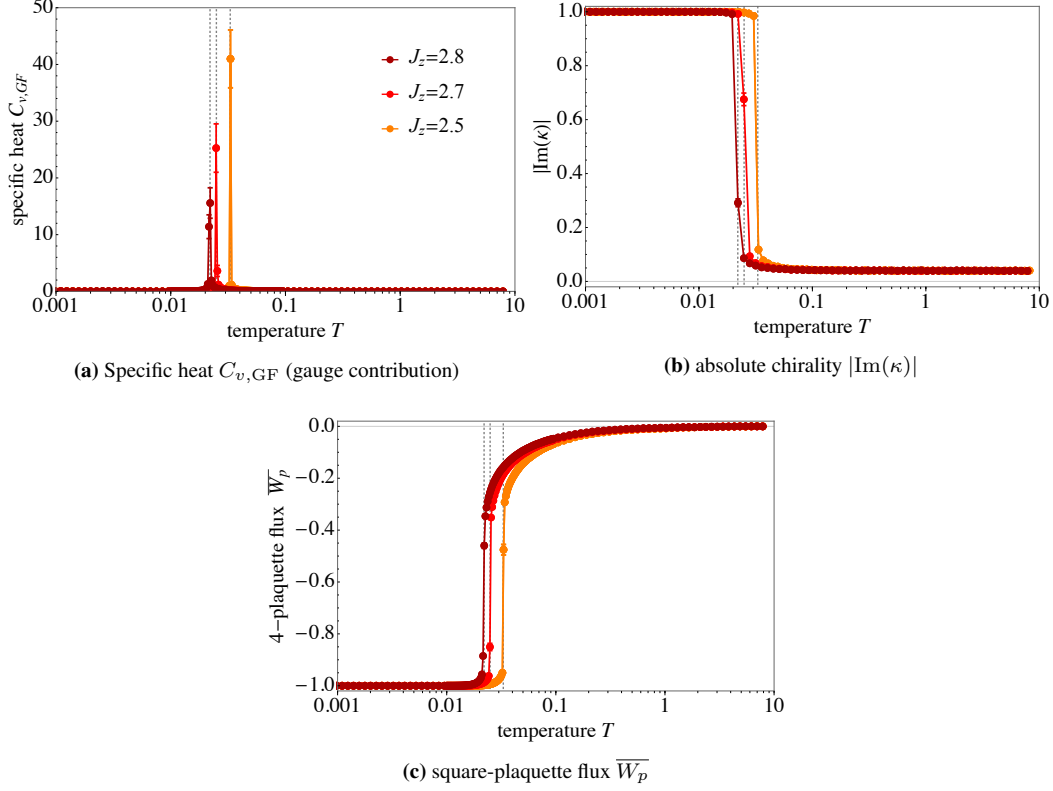 50
40
30
20
10
0
0.001
0.01
0.1
1
10
specific heat C_{v,GF}
temperature T
J_z=2.8
J_z=2.7
J_z=2.5
(a) Specific heat C_{v,GF} (gauge contribution)
1.0
0.8
0.6
0.4
0.2
0.0
0.001
0.01
0.1
1
10
|Im(κ)|
temperature T
(b) absolute chirality |Im(κ)|
0.0
−0.2
−0.4
−0.6
−0.8
−1.0
0.001
0.01
0.1
1
10
4−plaquette flux \overline{W_p}
temperature T
(c) square-plaquette flux \overline{W_p}